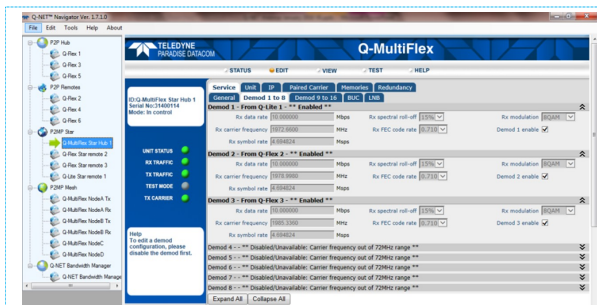 Q-NET™ Navigator Ver. 1.7.1.0
File Edit Tools Help About
P2P Hub
Q-Flex 1
Q-Flex 3
Q-Flex 5
P2P Remotes
Q-Flex 2
Q-Flex 4
Q-Flex 6
P2MP Star
Q-MultiFlex Star Hub 1
Q-Flex Star remote 2
Q-Flex Star remote 3
Q-Lite Star remote 1
P2MP Mesh
Q-MultiFlex NodeA Tx
Q-MultiFlex NodeA Rx
Q-MultiFlex NodeB Tx
Q-MultiFlex NodeB Rx
Q-MultiFlex NodeC
Q-MultiFlex NodeD
Q-NET Bandwidth Manager
Q-NET Bandwidth Manage
TELEDYNE
PARADISE DATACOM
Q-MultiFlex
STATUS EDIT VIEW TEST HELP
ID:Q-MultiFlex Star Hub 1
Serial No:31400114
Mode: In control
UNIT STATUS
RX TRAFFIC
TX TRAFFIC
TEST MODE
TX CARRIER
Help
To edit a demod
configuration, please
disable the demod first.
Service Unit IP Paired Carrier Memories Redundancy
General Demod 1 to 8 Demod 9 to 16 BUC LNB
Demod 1 - From Q-Lite 1 - ** Enabled **
Rx data rate 10.000000 Mbps Rx spectral roll-off 15% Rx modulation 8QAM
Rx carrier frequency 1972.6600 MHz Rx FEC code rate 0.710 Demod 1 enable
Rx symbol rate 4.694824 Msps
Demod 2 - From Q-Flex 2 - ** Enabled **
Rx data rate 10.000000 Mbps Rx spectral roll-off 15% Rx modulation 8QAM
Rx carrier frequency 1978.9980 MHz Rx FEC code rate 0.710 Demod 2 enable
Rx symbol rate 4.694824 Msps
Demod 3 - From Q-Flex 3 - ** Enabled **
Rx data rate 10.000000 Mbps Rx spectral roll-off 15% Rx modulation 8QAM
Rx carrier frequency 1985.3360 MHz Rx FEC code rate 0.710 Demod 3 enable
Rx symbol rate 4.694824 Msps
Demod 4 - - ** Disabled/Unavailable: Carrier frequency out of 72MHz range **
Demod 5 - - ** Disabled/Unavailable: Carrier frequency out of 72MHz range **
Demod 6 - - ** Disabled/Unavailable: Carrier frequency out of 72MHz range **
Demod 7 - - ** Disabled/Unavailable: Carrier frequency out of 72MHz range **
Demod 8 - - ** Disabled/Unavailable: Carrier frequency out of 72MHz range **
Expand All Collapse All